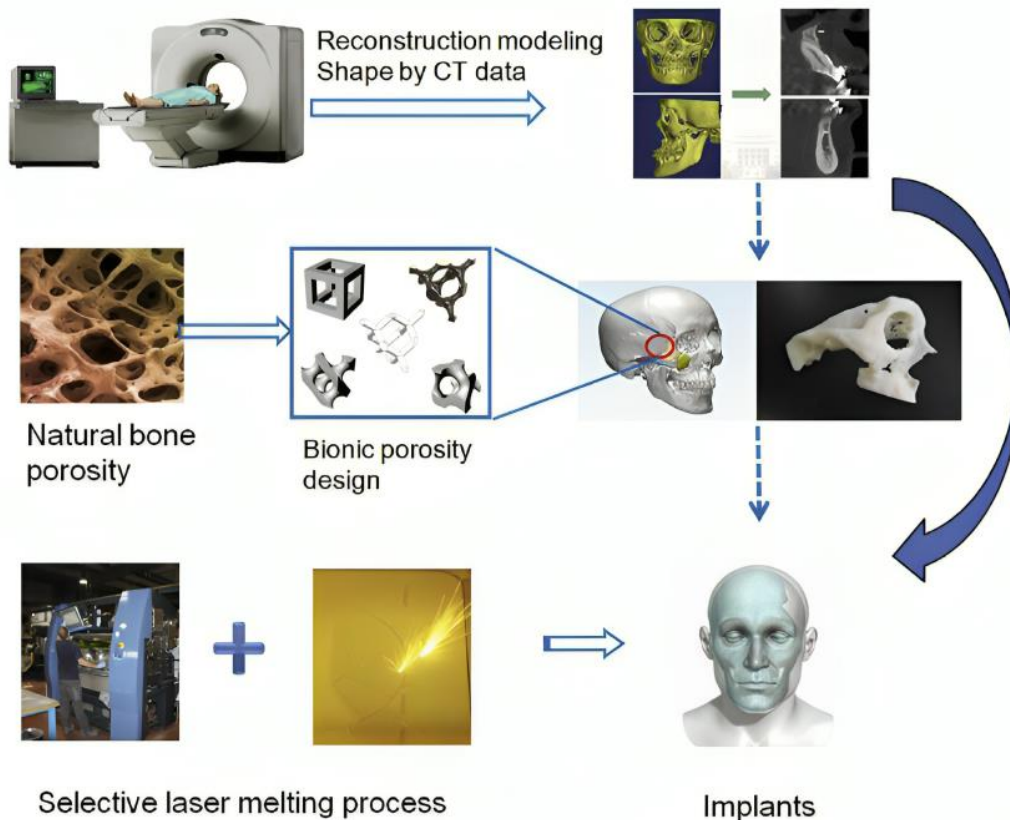 Reconstruction modeling
Shape by CT data
Natural bone
porosity
Bionic porosity
design
Selective laser melting process
Implants